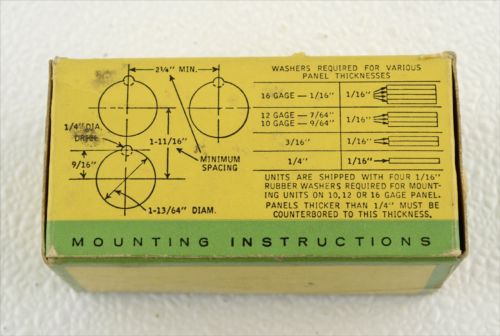 2¼" MIN.
1/4" DIA.
DRILL
1-11/16"
9/16"
MINIMUM
SPACING
1-13/64" DIAM.
WASHERS REQUIRED FOR VARIOUS
PANEL THICKNESSES
16 GAGE — 1/16" 1/16"
12 GAGE — 7/64" 1/16"
10 GAGE — 9/64"
3/16" 1/16"
1/4" 1/16"
UNITS ARE SHIPPED WITH FOUR 1/16"
RUBBER WASHERS REQUIRED FOR MOUNT-
ING UNITS ON 10, 12 OR 16 GAGE PANEL.
PANELS THICKER THAN 1/4" MUST BE
COUNTERBORED TO THIS THICKNESS.
MOUNTING INSTRUCTIONS